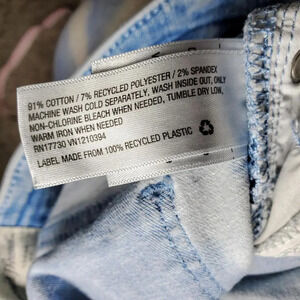 91% COTTON / 7% RECYCLED POLYESTER / 2% SPANDEX
MACHINE WASH COLD SEPARATELY, WASH INSIDE OUT, ONLY
NON-CHLORINE BLEACH WHEN NEEDED, TUMBLE DRY LOW,
WARM IRON WHEN NEEDED
RN17730 VN1210394
LABEL MADE FROM 100% RECYCLED PLASTIC